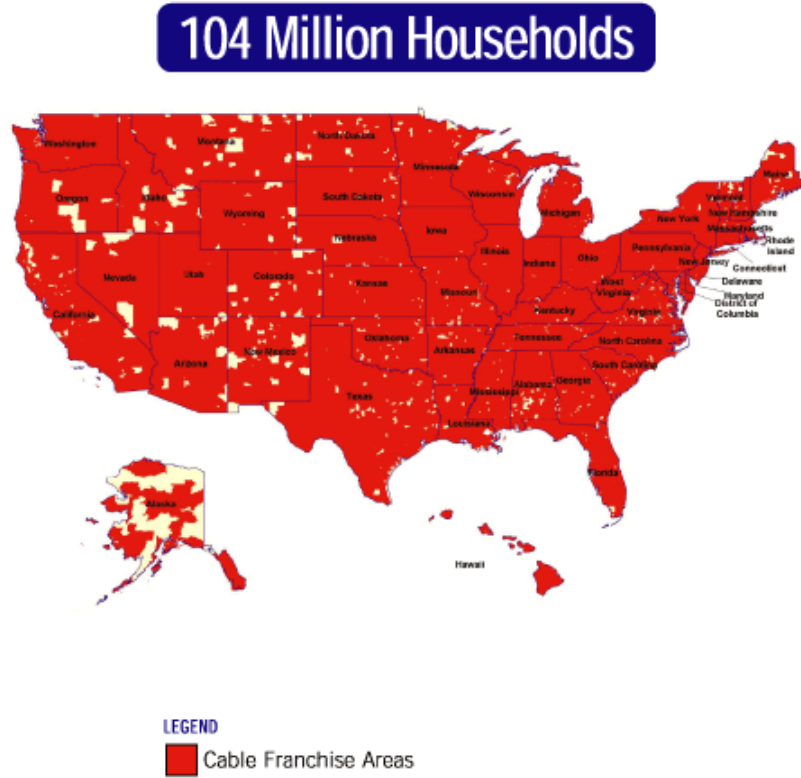 104 Million Households
Washington
Montana
North Dakota
Minnesota
Maine
Oregon
Idaho
South Dakota
Wisconsin
Vermont
Wyoming
Michigan
New York
New Hampshire
Massachusetts
Rhode
Island
Nebraska
Iowa
Nevada
Utah
Colorado
Illinois
Indiana
Ohio
Pennsylvania
New Jersey
Connecticut
Delaware
Maryland
District of
Columbia
Kansas
Missouri
West
Virginia
Virginia
California
Kentucky
Arizona
New Mexico
Oklahoma
Arkansas
Tennessee
North Carolina
South Carolina
Texas
Mississippi
Alabama
Georgia
Louisiana
Florida
Alaska
Hawaii
LEGEND
Cable Franchise Areas